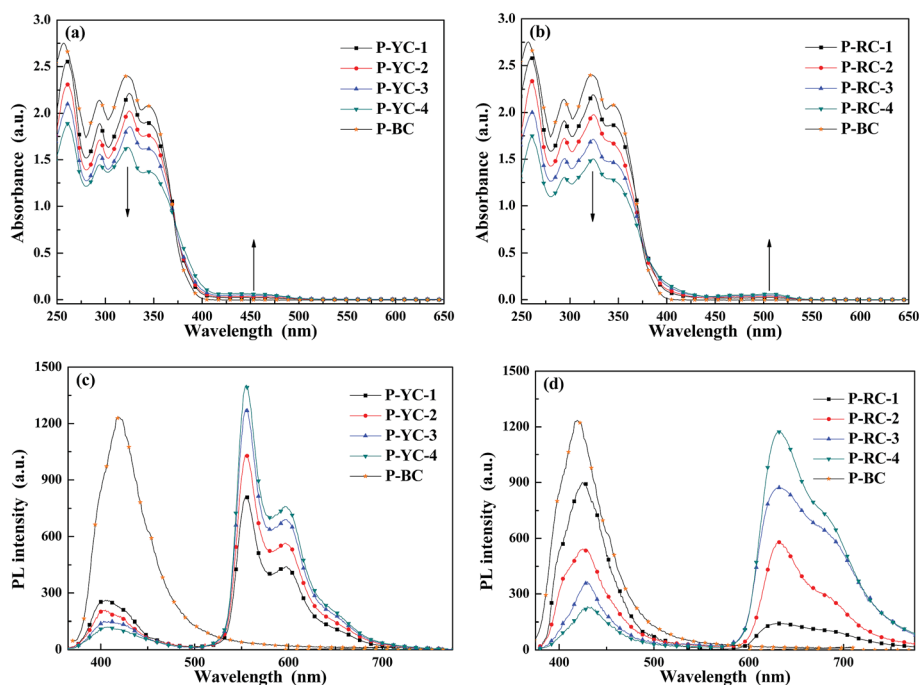 (a)
P-YC-1
P-YC-2
P-YC-3
P-YC-4
P-BC
Absorbance (a.u.)
3.0
2.5
2.0
1.5
1.0
0.5
0.0
250 300 350 400 450 500 550 600 650
Wavelength (nm)
(b)
P-RC-1
P-RC-2
P-RC-3
P-RC-4
P-BC
Absorbance (a.u.)
3.0
2.5
2.0
1.5
1.0
0.5
0.0
250 300 350 400 450 500 550 600 650
Wavelength (nm)
(c)
P-YC-1
P-YC-2
P-YC-3
P-YC-4
P-BC
PL intensity (a.u.)
1500
1200
900
600
300
0
400 500 600 700
Wavelength (nm)
(d)
P-RC-1
P-RC-2
P-RC-3
P-RC-4
P-BC
PL intensity (a.u.)
1500
1200
900
600
300
0
400 500 600 700
Wavelength (nm)